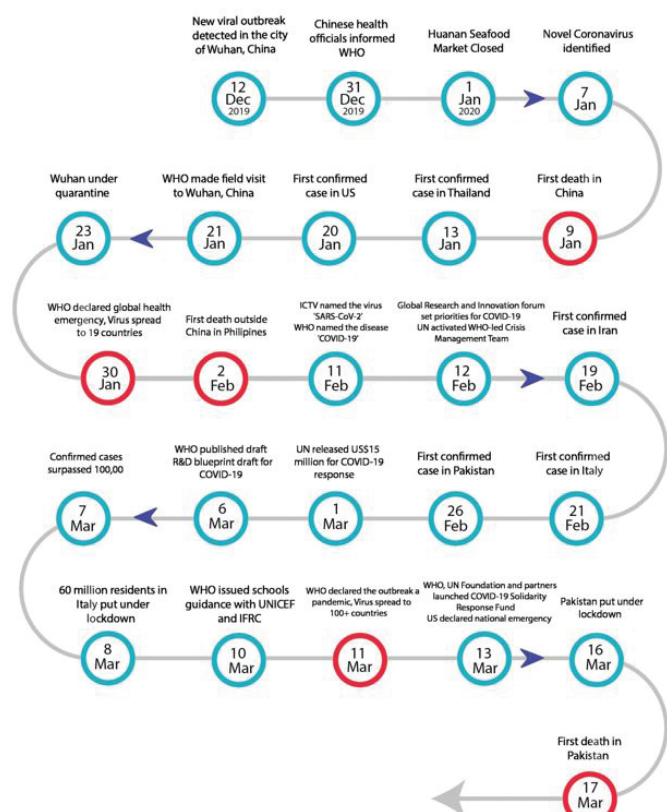 New viral outbreak
detected in the city
of Wuhan, China
12
Dec
2019
Chinese health
officials informed
WHO
31
Dec
2019
Huanan Seafood
Market Closed
1
Jan
2020
Novel Coronavirus
identified
7
Jan
First death in
China
9
Jan
First confirmed
case in Thailand
13
Jan
First confirmed
case in US
20
Jan
WHO made field visit
to Wuhan, China
21
Jan
Wuhan under
quarantine
23
Jan
WHO declared global health
emergency, Virus spread
to 19 countries
30
Jan
First death outside
China in Philipines
2
Feb
ICTV named the virus
'SARS-CoV-2'
WHO named the disease
'COVID-19'
11
Feb
Global Research and Innovation forum
set priorities for COVID-19
UN activated WHO-led Crisis
Management Team
12
Feb
First confirmed
case in Iran
19
Feb
First confirmed
case in Italy
21
Feb
First confirmed
case in Pakistan
26
Feb
UN released US$15
million for COVID-19
response
1
Mar
WHO published draft
R&D blueprint draft for
COVID-19
6
Mar
Confirmed cases
surpassed 100,00
7
Mar
60 million residents in
Italy put under
lockdown
8
Mar
WHO issued schools
guidance with UNICEF
and IFRC
10
Mar
WHO declared the outbreak a
pandemic, Virus spread to
100+ countries
11
Mar
WHO, UN Foundation and partners
launched COVID-19 Solidarity
Response Fund
US declared national emergency
13
Mar
Pakistan put under
lockdown
16
Mar
First death in
Pakistan
17
Mar